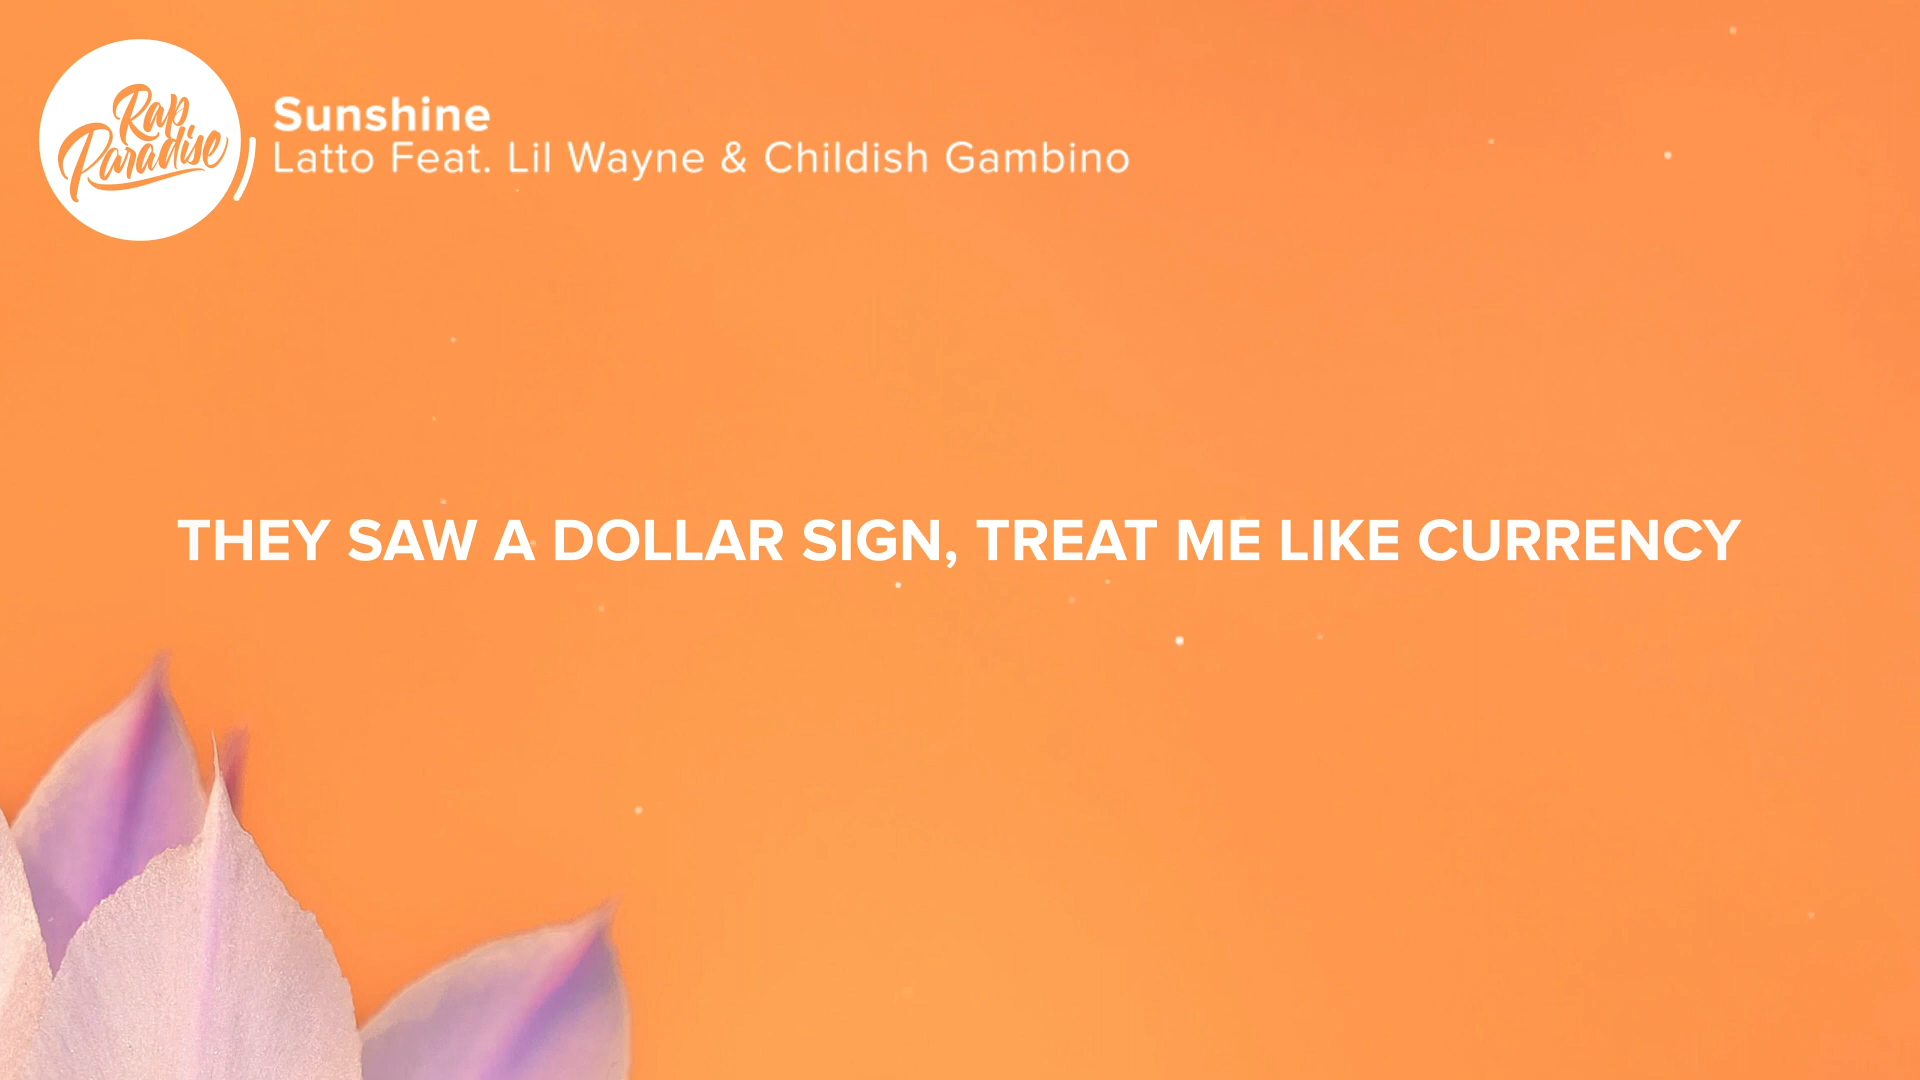 Rap
Paradise
Sunshine
Latto Feat. Lil Wayne & Childish Gambino
THEY SAW A DOLLAR SIGN, TREAT ME LIKE CURRENCY